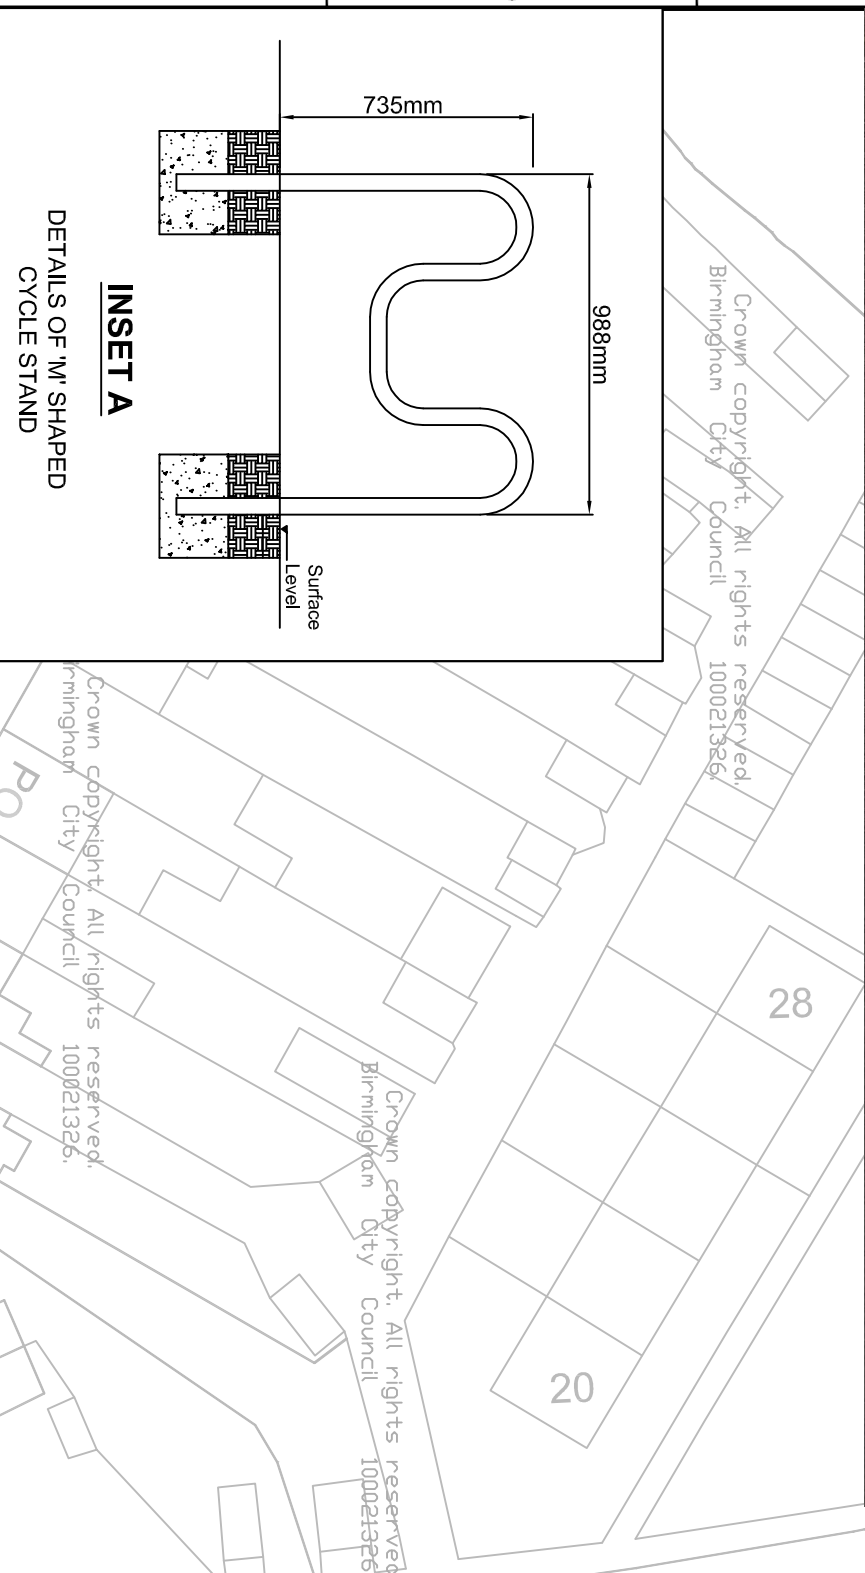 735mm
988mm
Surface
Level
INSET A
DETAILS OF 'M' SHAPED
CYCLE STAND
Crown copyright. All rights reserved.
Birmingham City Council 100021326.
Crown copyright. All rights reserved.
rmingham City Council 100021326.
Crown copyright. All rights reserved
Birmingham City Council 100021326
28
20
PO